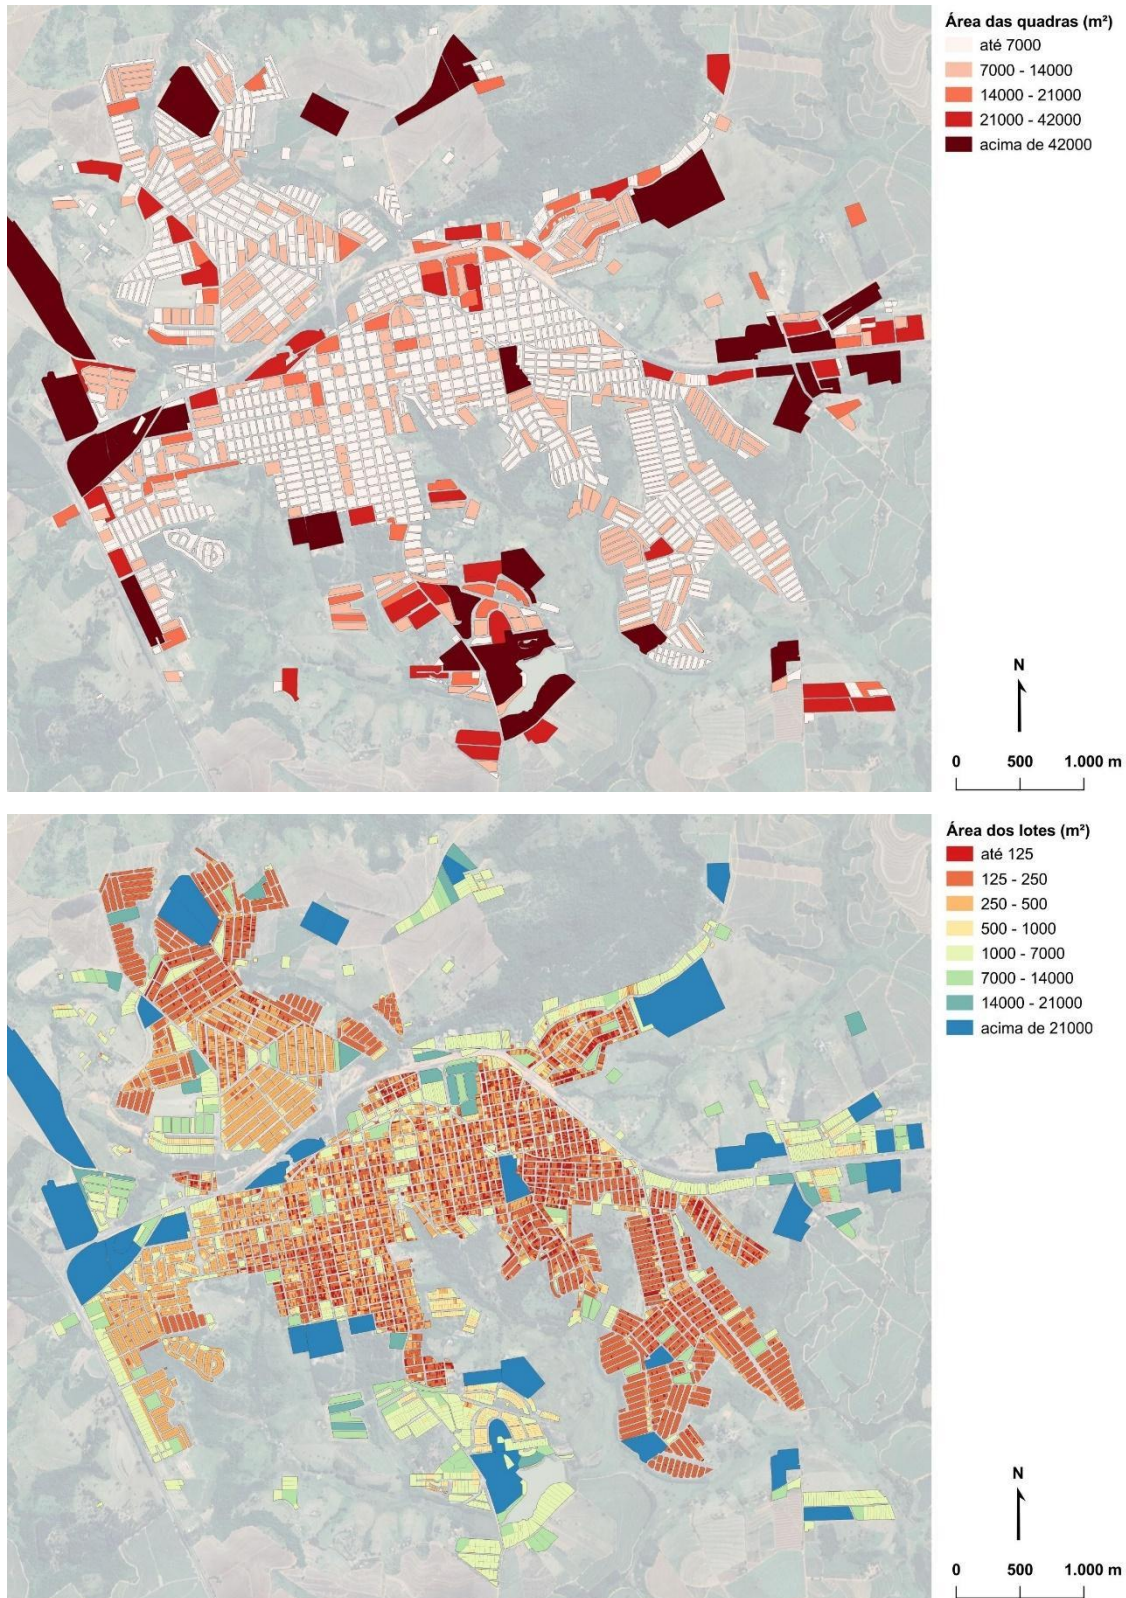 Área das quadras (m²)
até 7000
7000 - 14000
14000 - 21000
21000 - 42000
acima de 42000
N
0 500 1.000 m
Área dos lotes (m²)
até 125
125 - 250
250 - 500
500 - 1000
1000 - 7000
7000 - 14000
14000 - 21000
acima de 21000
N
0 500 1.000 m